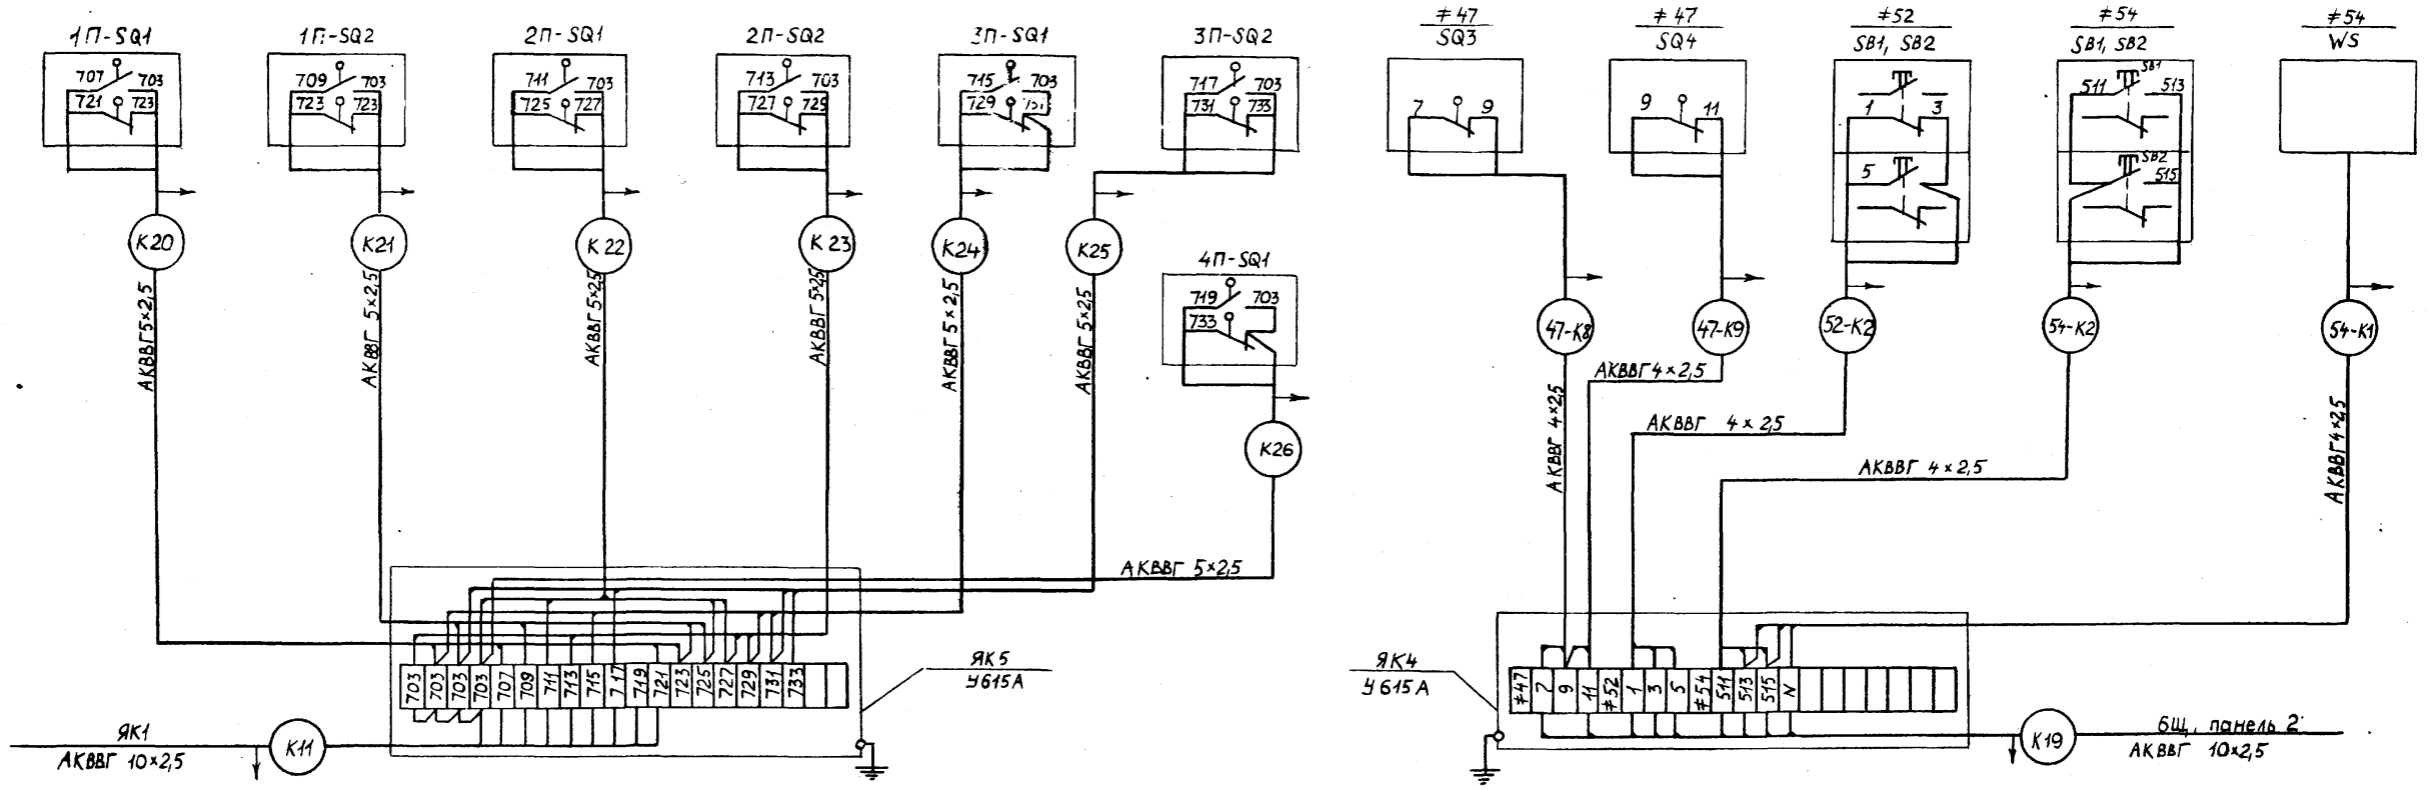 1П-SQ1
707 703
721 723
K20
АКВВГ 5×2,5
1П-SQ2
709 703
723 723
K21
АКВВГ 5×2,5
2П-SQ1
711 703
725 727
K22
АКВВГ 5×2,5
2П-SQ2
713 703
727 729
K23
АКВВГ 5×2,5
3П-SQ1
715 703
729 731
K24
АКВВГ 5×2,5
3П-SQ2
717 703
731 733
K25
АКВВГ 5×2,5
4П-SQ1
719 703
733
K26
АКВВГ 5×2,5
703 703 703 703 707 709 711 713 715 717 719 721 723 725 727 729 731 733
ЯК5
У615А
ЯК1
АКВВГ 10×2,5
K11
≠47
SQ3
7 9
47-K8
АКВВГ 4×2,5
≠47
SQ4
9 11
47-K9
АКВВГ 4×2,5
≠52
SB1, SB2
1 3
5
52-K2
АКВВГ 4×2,5
≠54
SB1, SB2
SB1
511 513
SB2
515
54-K2
АКВВГ 4×2,5
≠54
WS
54-K1
АКВВГ 4×2,5
≠47 7 9 11 ≠52 1 3 5 ≠54 511 513 515 N
ЯК4
У615А
K19
бщ, панель 2
АКВВГ 10×2,5